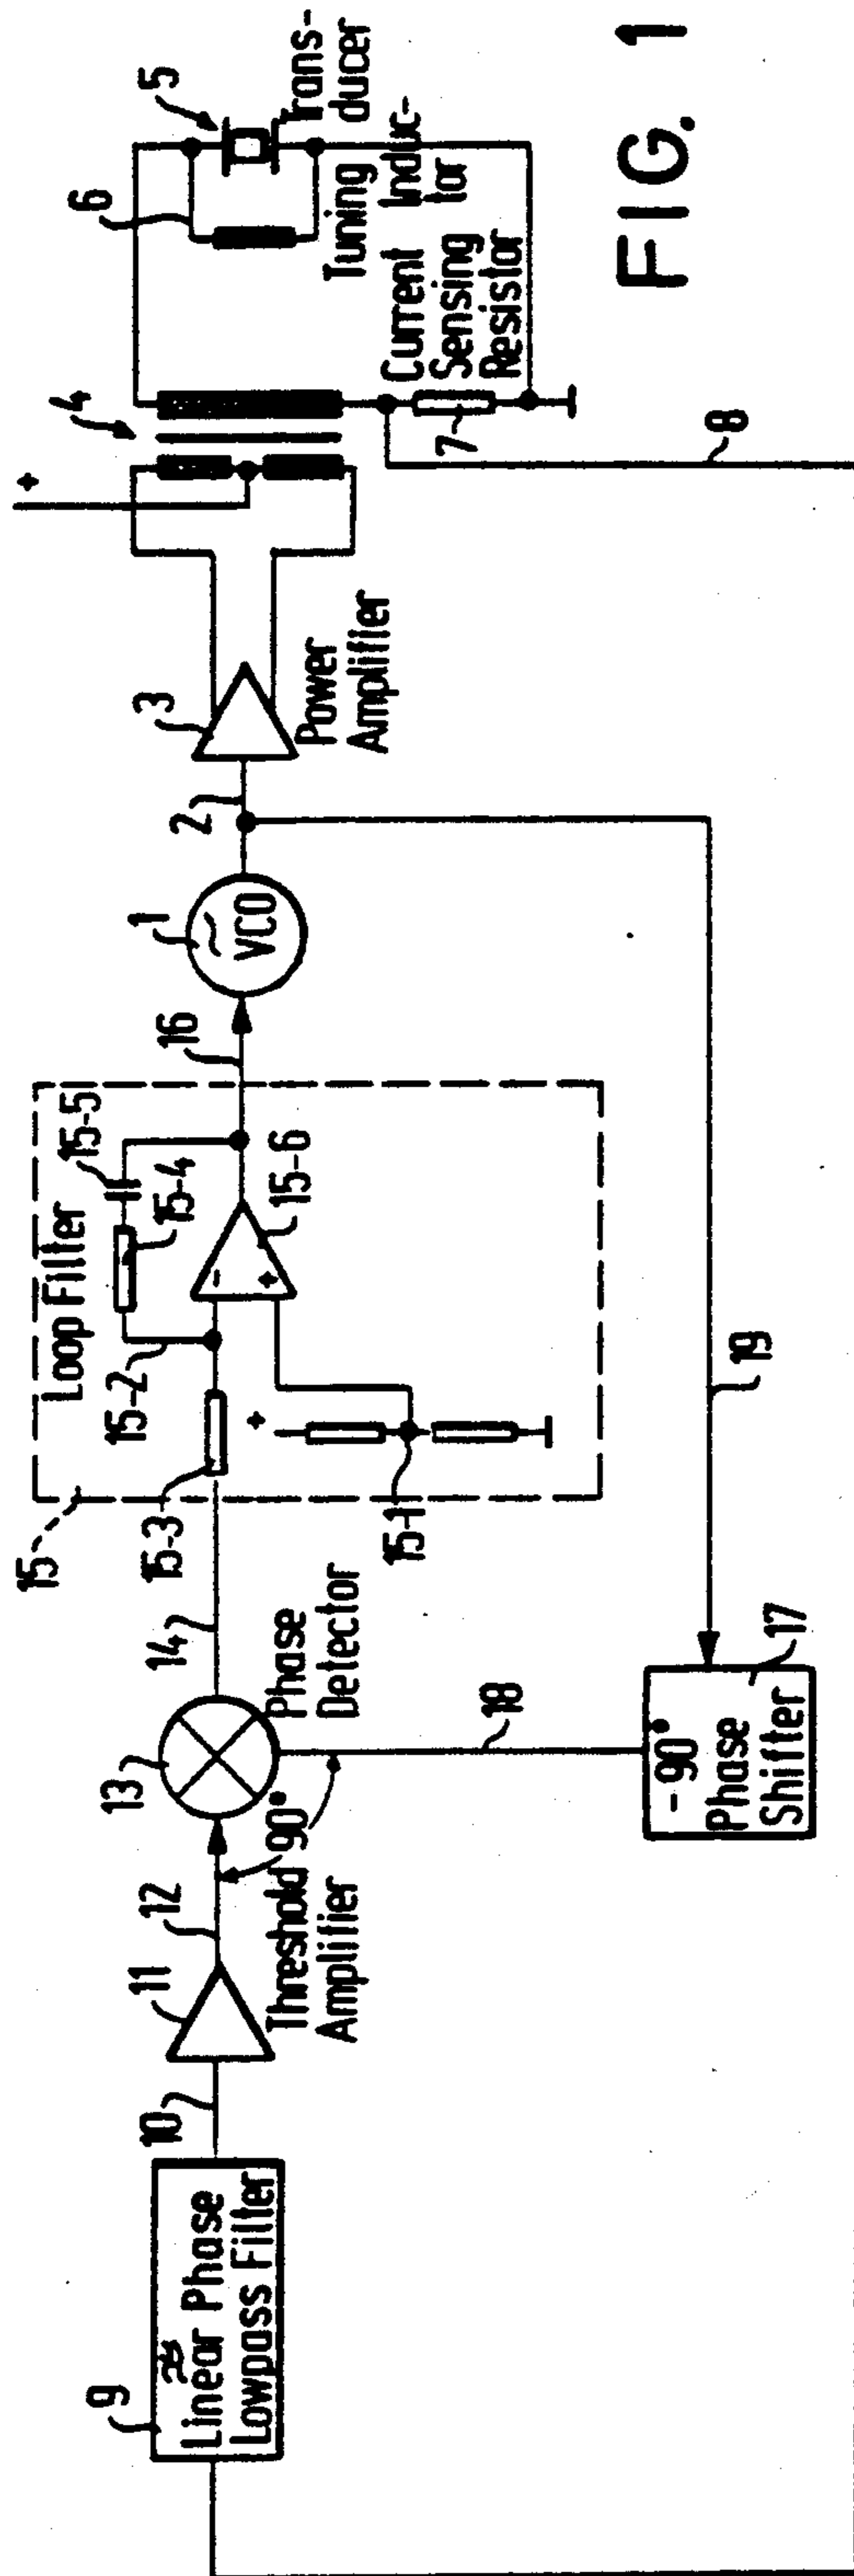 9
Linear Phase
Lowpass Filter
10
11
Threshold
Amplifier
12
90°
13
Phase
Detector
14
18
-90°
Phase
Shifter
17
19
15
Loop Filter
15-3
15-2
15-4
15-5
-
+
15-6
+
15-1
16
1
~
VCO
2
3
Power
Amplifier
+
4
6
5
Trans-
ducer
Tuning
Induc-
tor
Current
Sensing
Resistor
7
8
FIG. 1